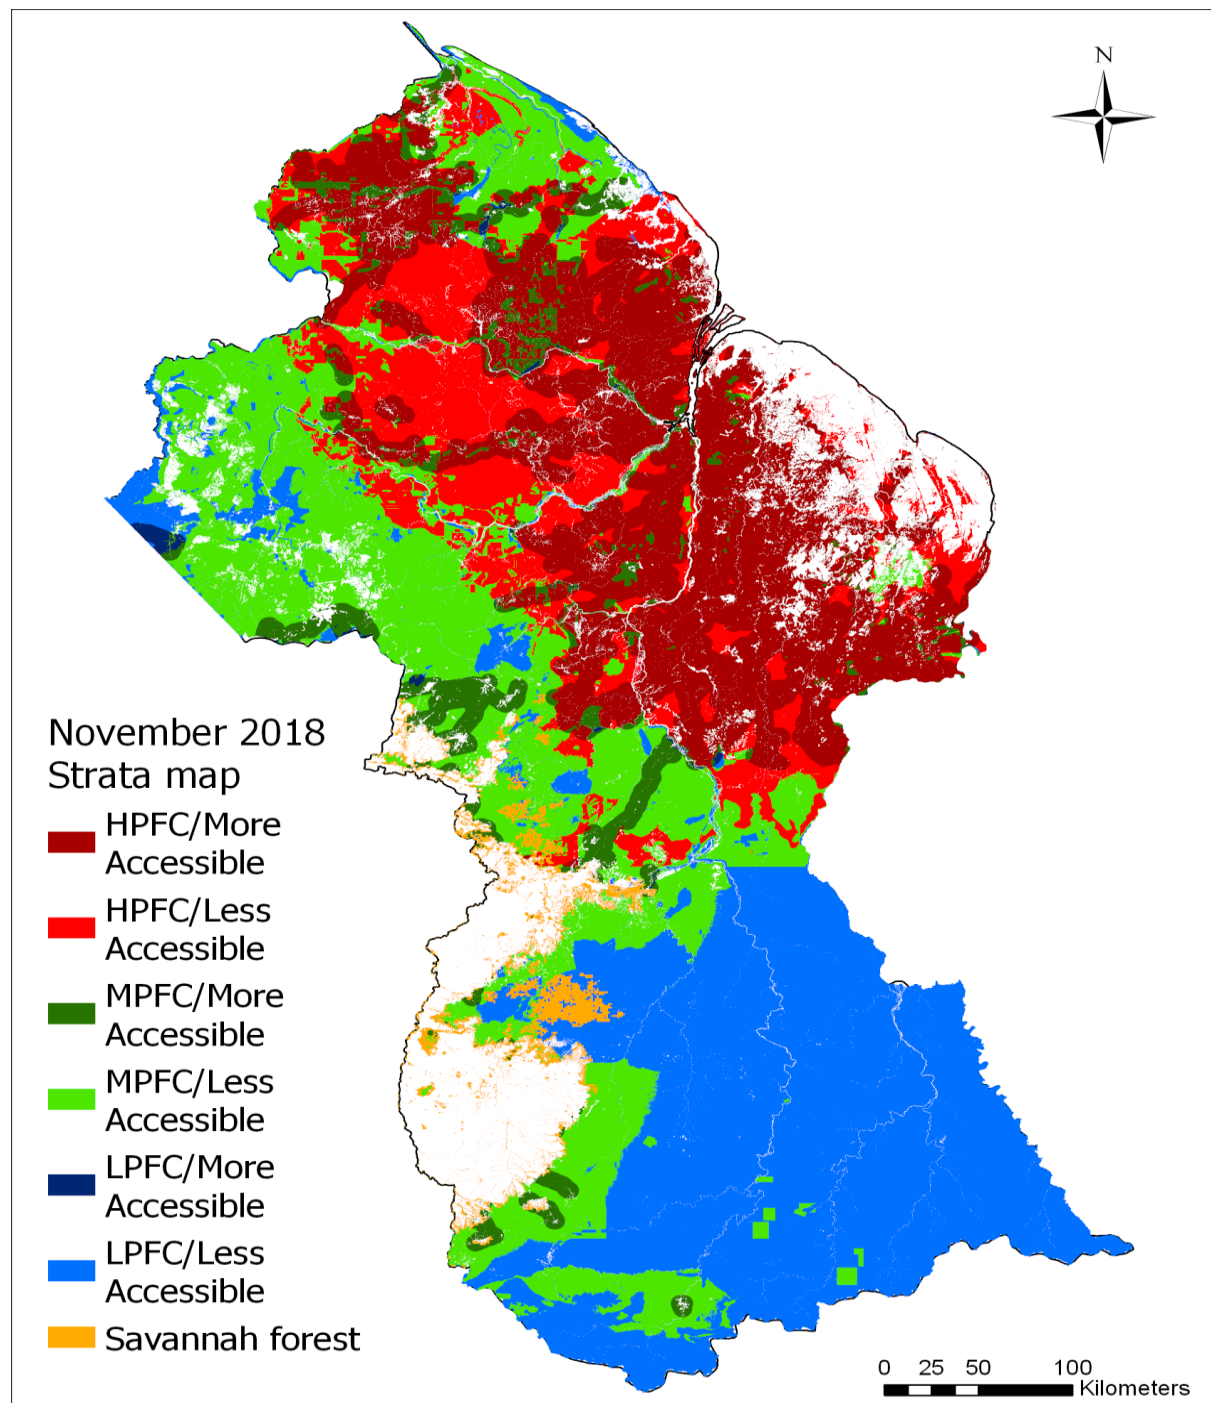 N
November 2018
Strata map
HPFC/More
Accessible
HPFC/Less
Accessible
MPFC/More
Accessible
MPFC/Less
Accessible
LPFC/More
Accessible
LPFC/Less
Accessible
Savannah forest
0 25 50 100
Kilometers